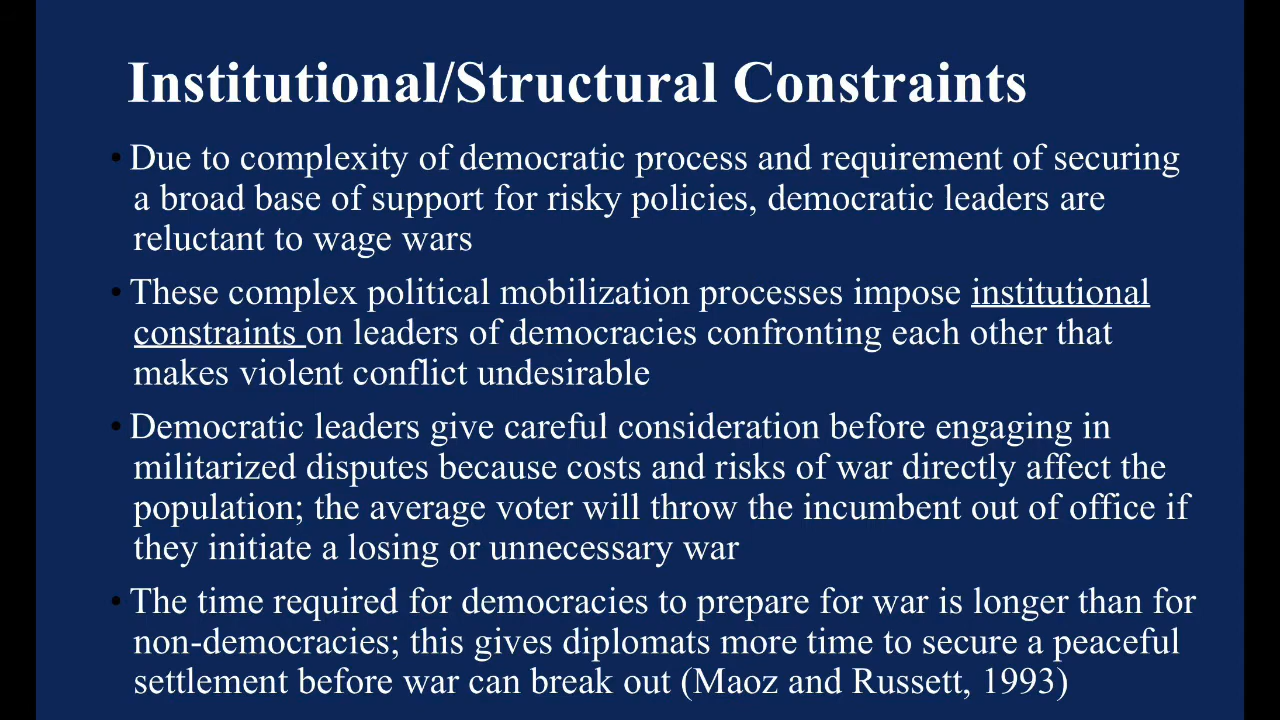 Institutional/Structural Constraints
• Due to complexity of democratic process and requirement of securing
a broad base of support for risky policies, democratic leaders are
reluctant to wage wars
• These complex political mobilization processes impose institutional
constraints on leaders of democracies confronting each other that
makes violent conflict undesirable
• Democratic leaders give careful consideration before engaging in
militarized disputes because costs and risks of war directly affect the
population; the average voter will throw the incumbent out of office if
they initiate a losing or unnecessary war
• The time required for democracies to prepare for war is longer than for
non-democracies; this gives diplomats more time to secure a peaceful
settlement before war can break out (Maoz and Russett, 1993)